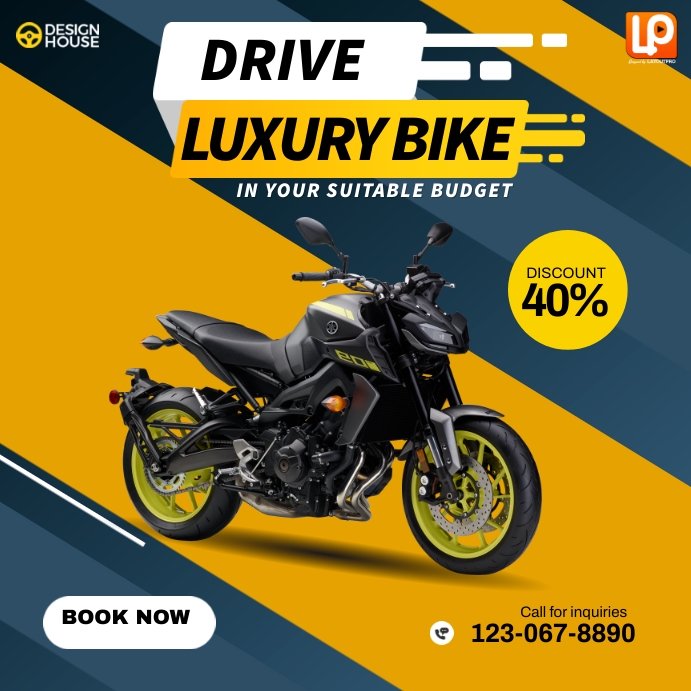 DESIGN
HOUSE
LP
DRIVE
LUXURY BIKE
IN YOUR SUITABLE BUDGET
DISCOUNT
40%
BOOK NOW
Call for inquiries
123-067-8890